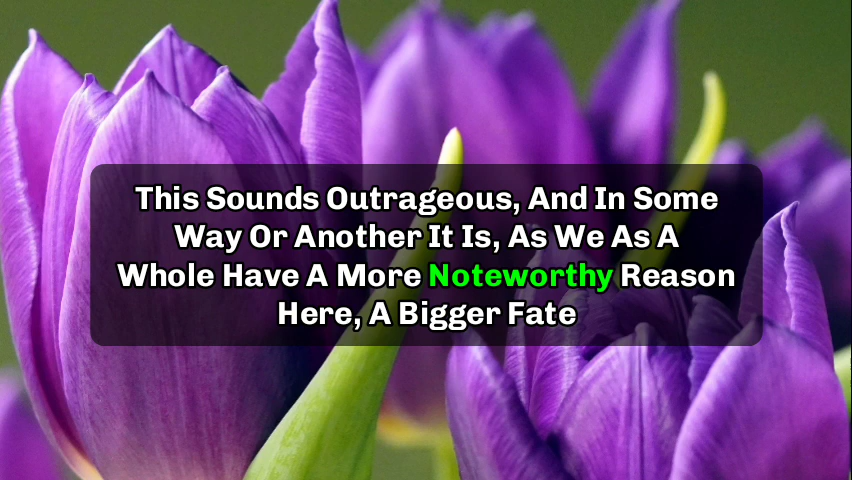 This Sounds Outrageous, And In Some
Way Or Another It Is, As We As A
Whole Have A More Noteworthy Reason
Here, A Bigger Fate